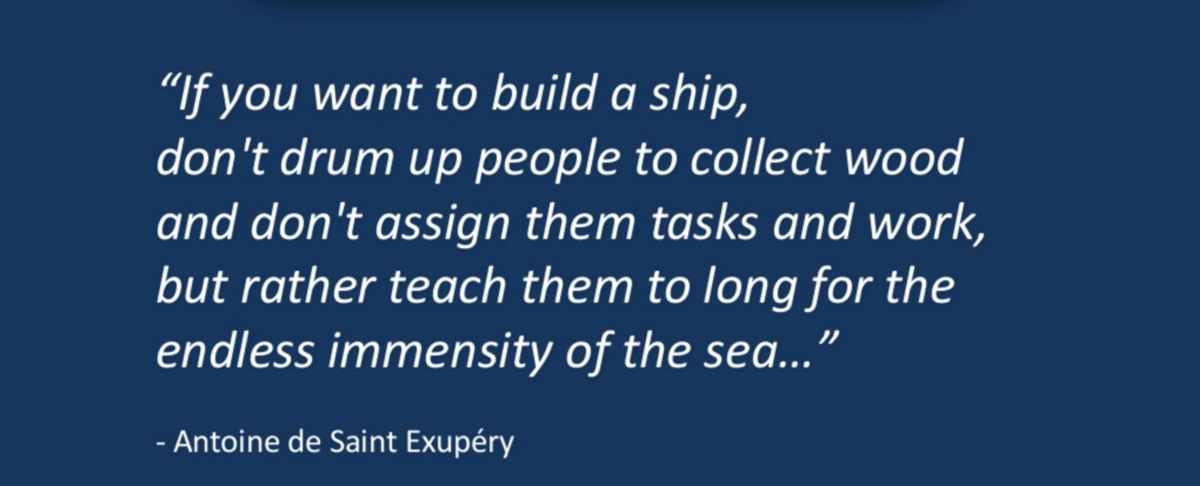 “If you want to build a ship,
don't drum up people to collect wood
and don't assign them tasks and work,
but rather teach them to long for the
endless immensity of the sea...”
- Antoine de Saint Exupéry